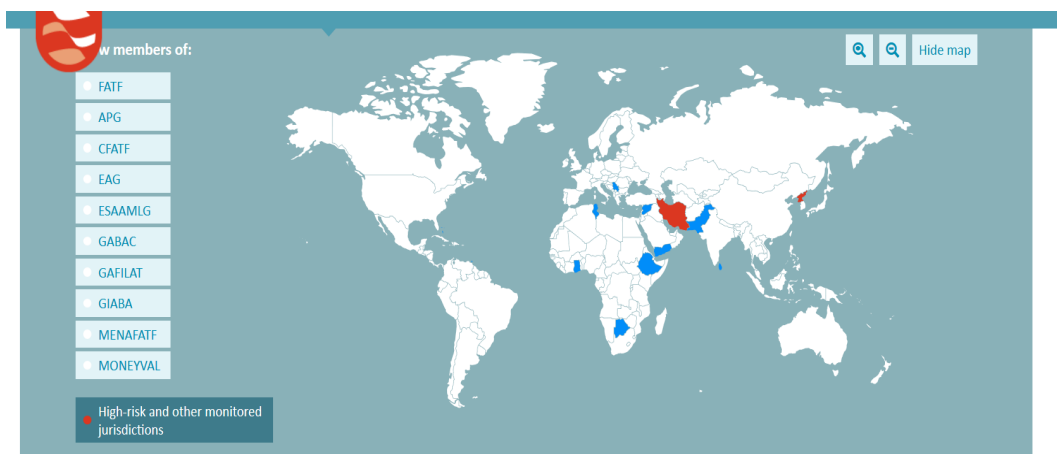 w members of:
Hide map
FATF
APG
CFATF
EAG
ESAAMLG
GABAC
GAFILAT
GIABA
MENAFATF
MONEYVAL
High-risk and other monitored
jurisdictions